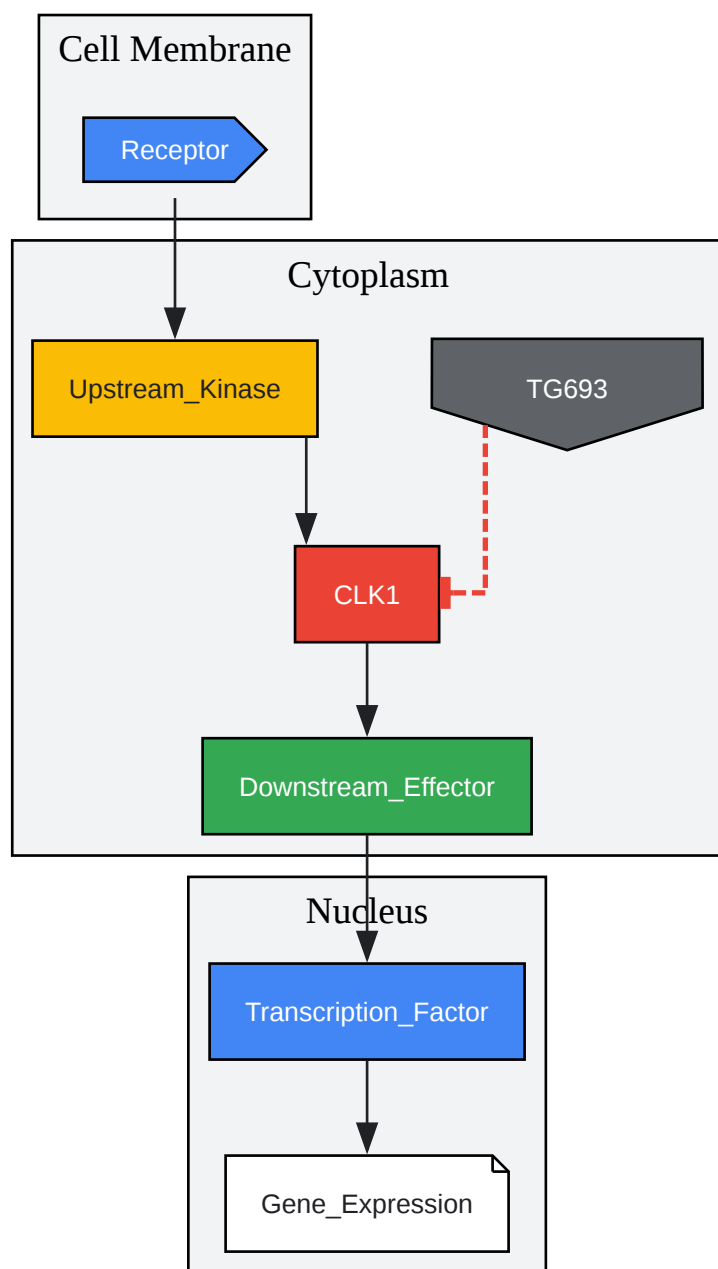 Cell Membrane
Receptor
Cytoplasm
Upstream_Kinase
TG693
CLK1
Downstream_Effector
Nucleus
Transcription_Factor
Gene_Expression